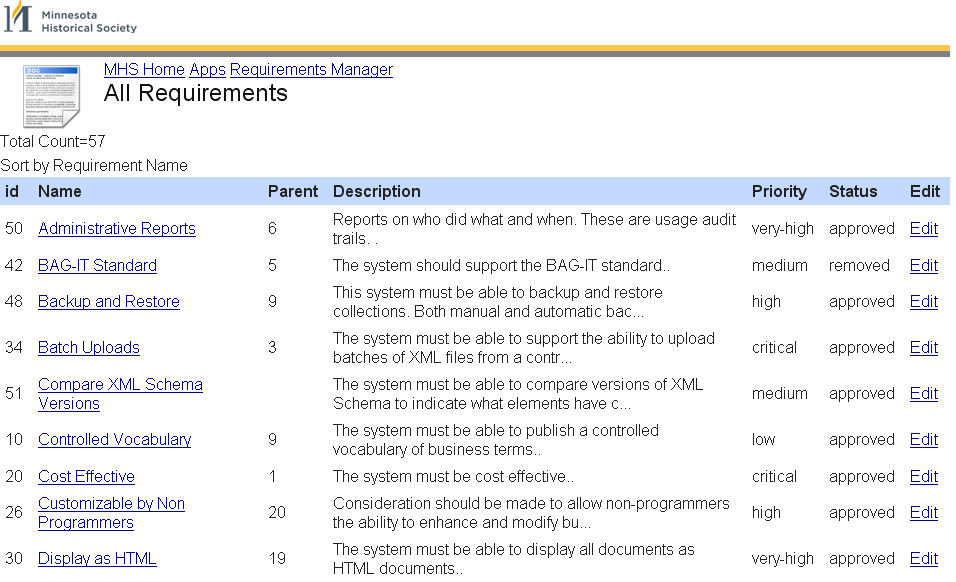 Minnesota
Historical Society
DOC
MHS Home Apps Requirements Manager
All Requirements
Total Count=57
Sort by Requirement Name
id Name Parent Description Priority Status Edit
50 Administrative Reports 6 Reports on who did what and when. These are usage audit trails. . very-high approved Edit
42 BAG-IT Standard 5 The system should support the BAG-IT standard.. medium removed Edit
48 Backup and Restore 9 This system must be able to backup and restore collections. Both manual and automatic bac... high approved Edit
34 Batch Uploads 3 The system must be able to support the ability to upload batches of XML files from a contr... critical approved Edit
51 Compare XML Schema Versions The system must be able to compare versions of XML Schema to indicate what elements have c... medium approved Edit
10 Controlled Vocabulary 9 The system must be able to publish a controlled vocabulary of business terms.. low approved Edit
20 Cost Effective 1 The system must be cost effective.. critical approved Edit
26 Customizable by Non Programmers 20 Consideration should be made to allow non-programmers the ability to enhance and modify bu... high approved Edit
30 Display as HTML 19 The system must be able to display all documents as HTML documents.. very-high approved Edit